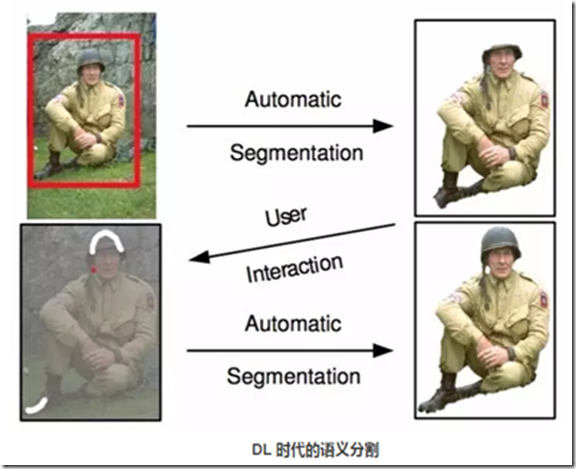 Automatic
Segmentation
User
Interaction
Automatic
Segmentation
DL 时代的语义分割